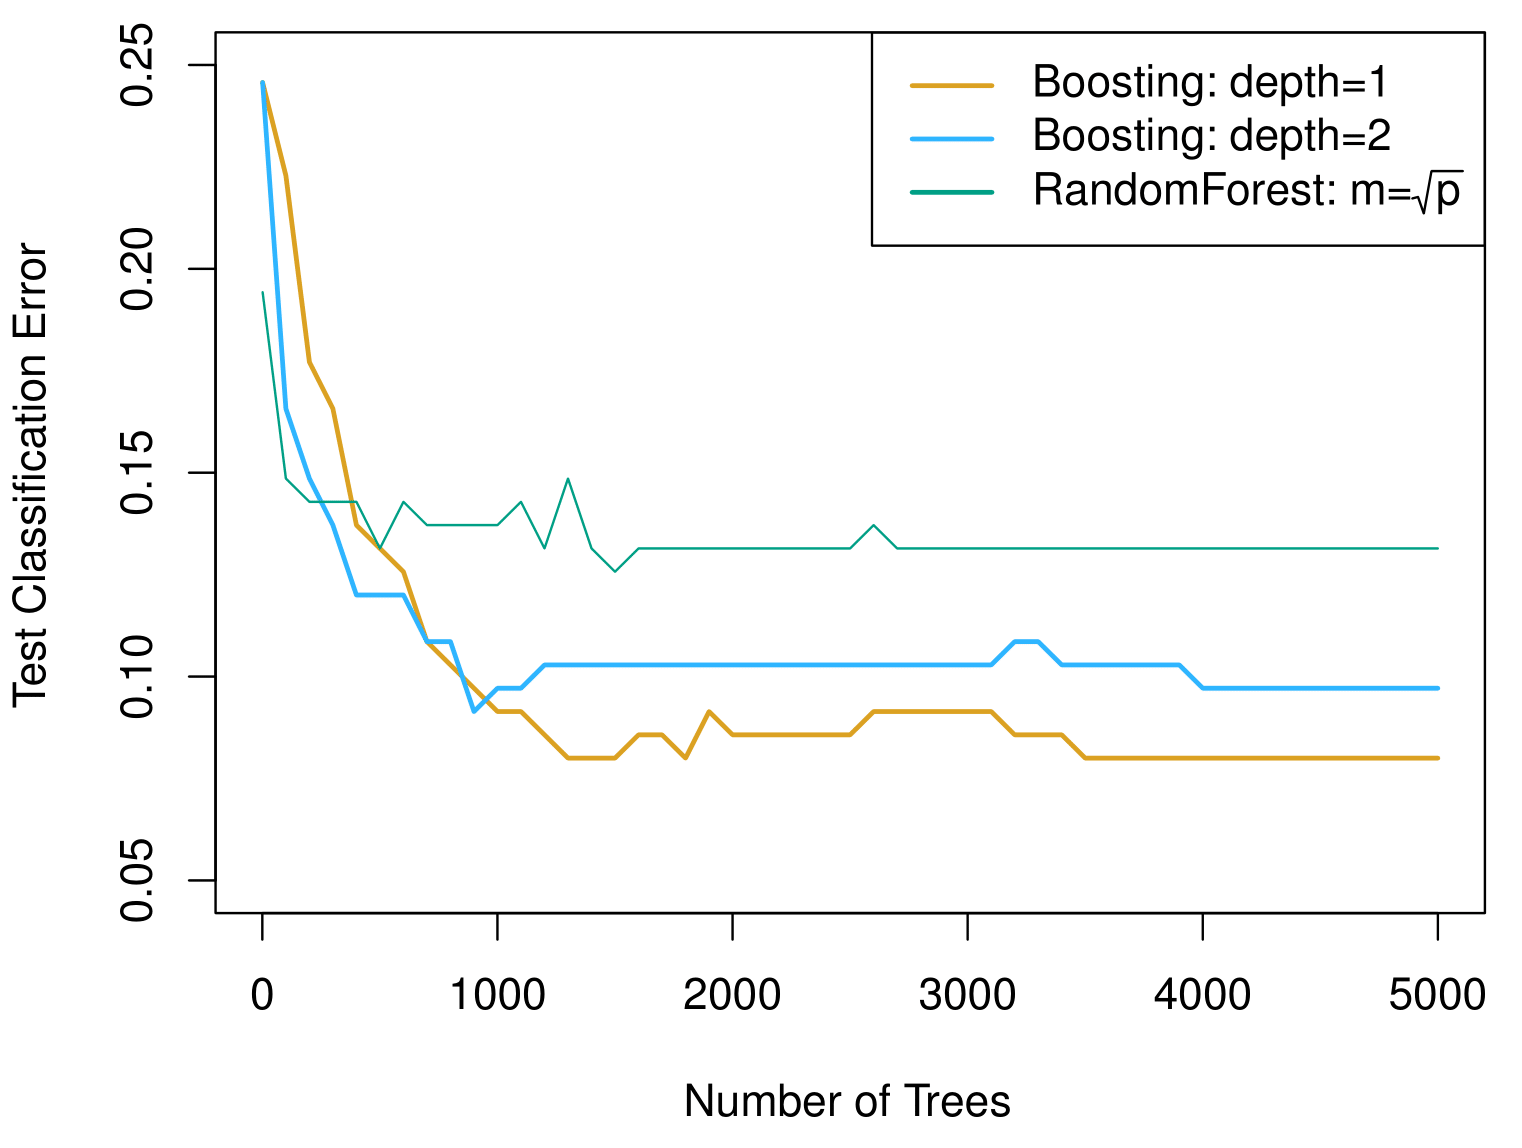 Boosting: depth=1
Boosting: depth=2
RandomForest: m=√p
Test Classification Error
0.25
0.20
0.15
0.10
0.05
0 1000 2000 3000 4000 5000
Number of Trees